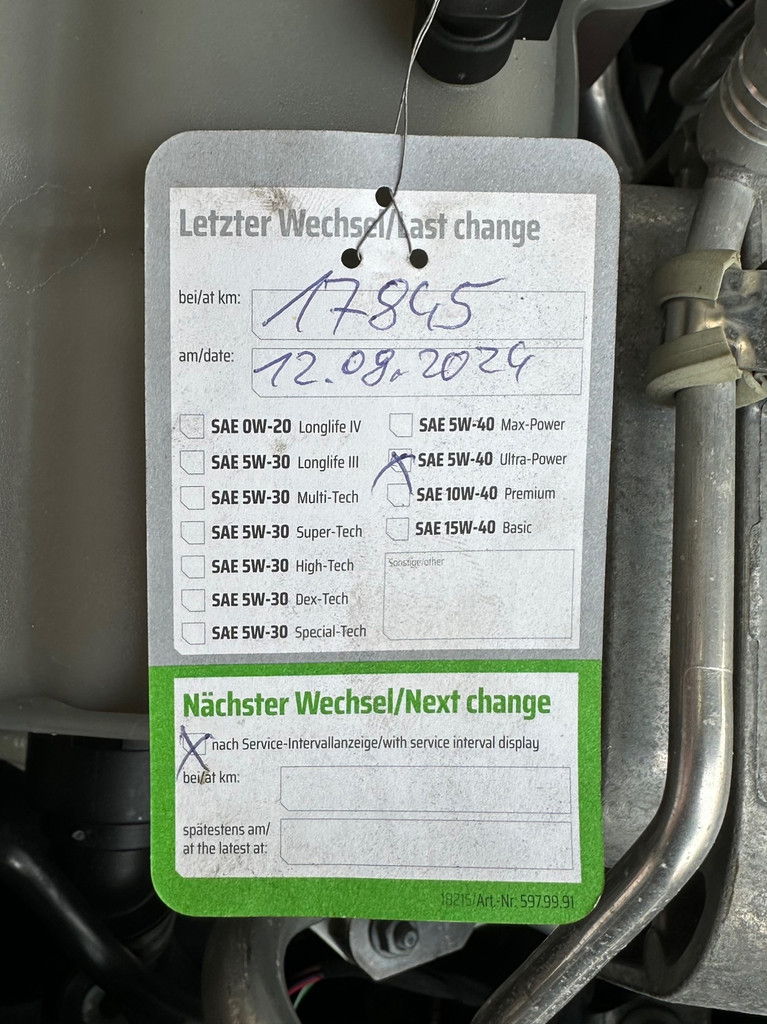 Letzter Wechsel/Last change
bei/at km: 17845
am/date: 12.09.2024
SAE 0W-20 Longlife IV
SAE 5W-30 Longlife III
SAE 5W-30 Multi-Tech
SAE 5W-30 Super-Tech
SAE 5W-30 High-Tech
SAE 5W-30 Dex-Tech
SAE 5W-30 Special-Tech
SAE 5W-40 Max-Power
X SAE 5W-40 Ultra-Power
SAE 10W-40 Premium
SAE 15W-40 Basic
Sonstige/other
Nächster Wechsel/Next change
X nach Service-Intervallanzeige/with service interval display
bei/at km:
spätestens am/
at the latest at:
18215/Art.-Nr. 597.99.91